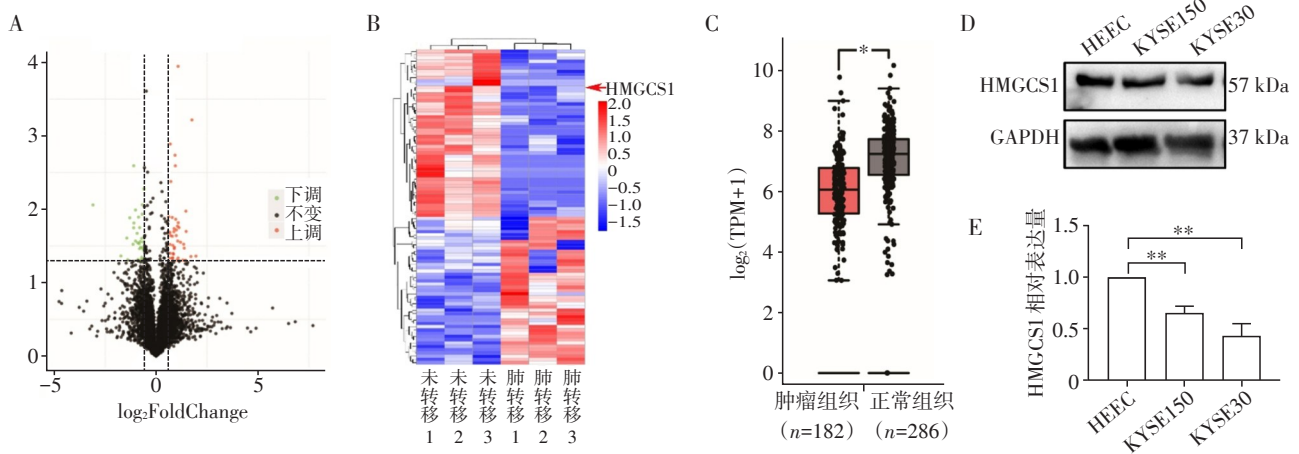 A
4
3
2
1
0
−5
0
5
log₂FoldChange
下调
不变
上调
B
HMGCS1
2.0
1.5
1.0
0.5
0
−0.5
−1.0
−1.5
未转移1
未转移2
未转移3
肺转移1
肺转移2
肺转移3
C
*
10
8
6
4
2
0
log₂(TPM+1)
肿瘤组织
(n=182)
正常组织
(n=286)
D
HEEC
KYSE150
KYSE30
HMGCS1
57 kDa
GAPDH
37 kDa
E
**
**
1.5
1.0
0.5
0
HMGCS1 相对表达量
HEEC
KYSE150
KYSE30